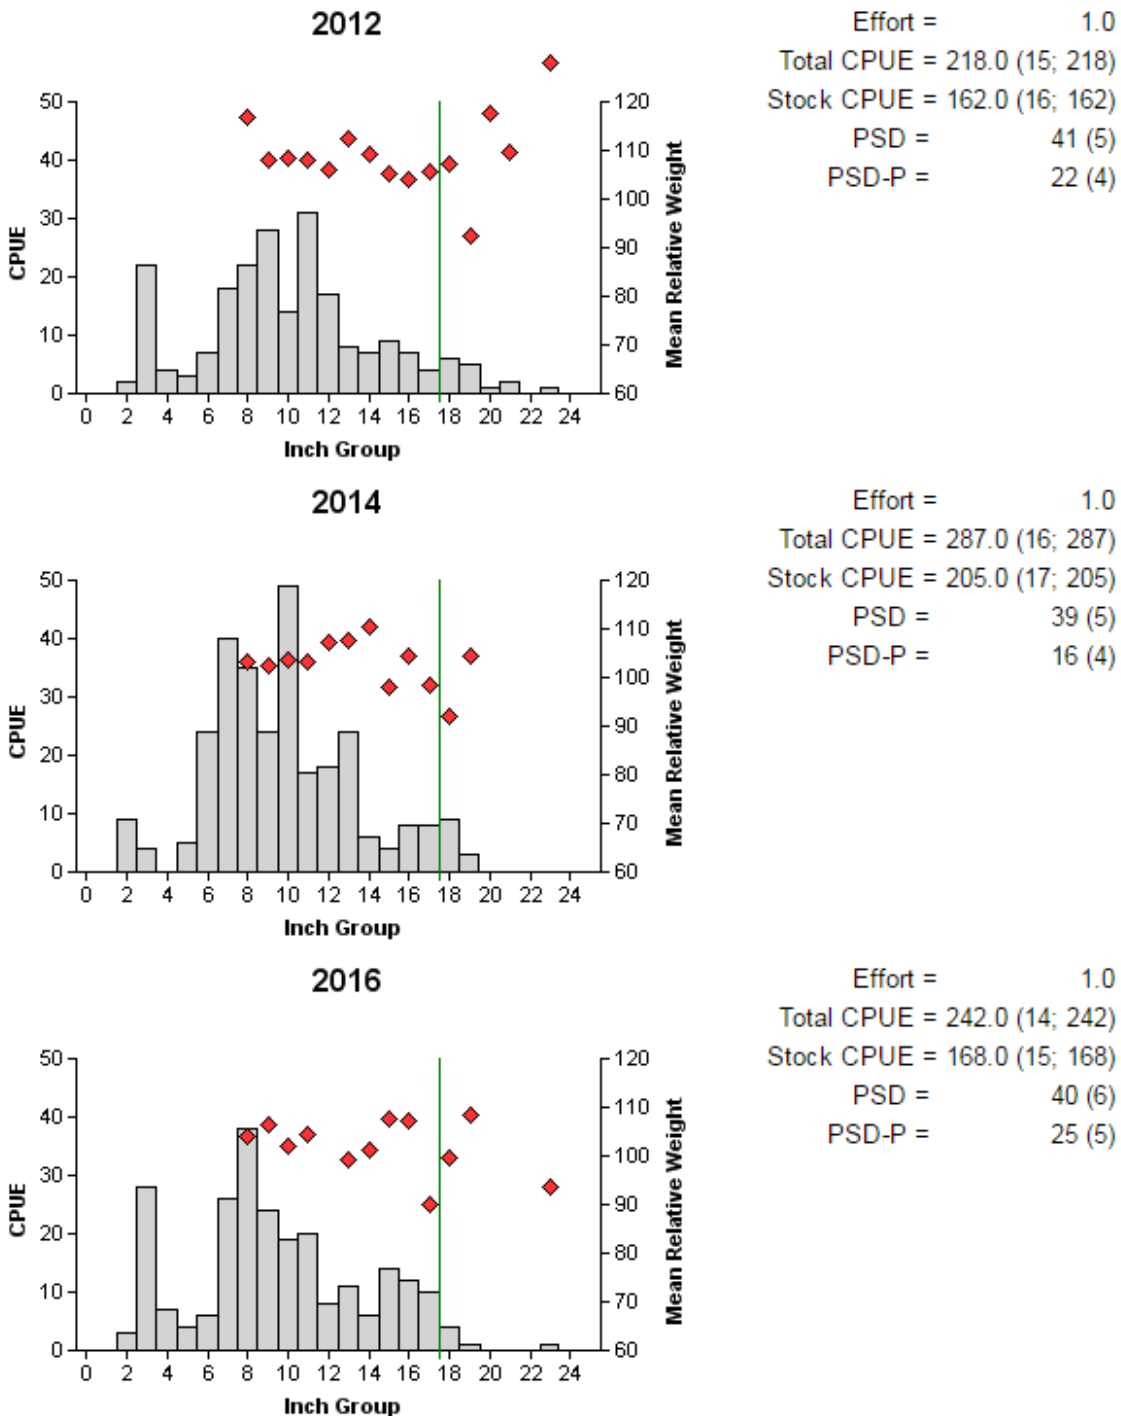 2012
Effort = 1.0
Total CPUE = 218.0 (15; 218)
Stock CPUE = 162.0 (16; 162)
PSD = 41 (5)
PSD-P = 22 (4)
50
40
30
20
10
0
CPUE
120
110
100
90
80
70
60
Mean Relative Weight
0 2 4 6 8 10 12 14 16 18 20 22 24
Inch Group
2014
Effort = 1.0
Total CPUE = 287.0 (16; 287)
Stock CPUE = 205.0 (17; 205)
PSD = 39 (5)
PSD-P = 16 (4)
50
40
30
20
10
0
CPUE
120
110
100
90
80
70
60
Mean Relative Weight
0 2 4 6 8 10 12 14 16 18 20 22 24
Inch Group
2016
Effort = 1.0
Total CPUE = 242.0 (14; 242)
Stock CPUE = 168.0 (15; 168)
PSD = 40 (6)
PSD-P = 25 (5)
50
40
30
20
10
0
CPUE
120
110
100
90
80
70
60
Mean Relative Weight
0 2 4 6 8 10 12 14 16 18 20 22 24
Inch Group